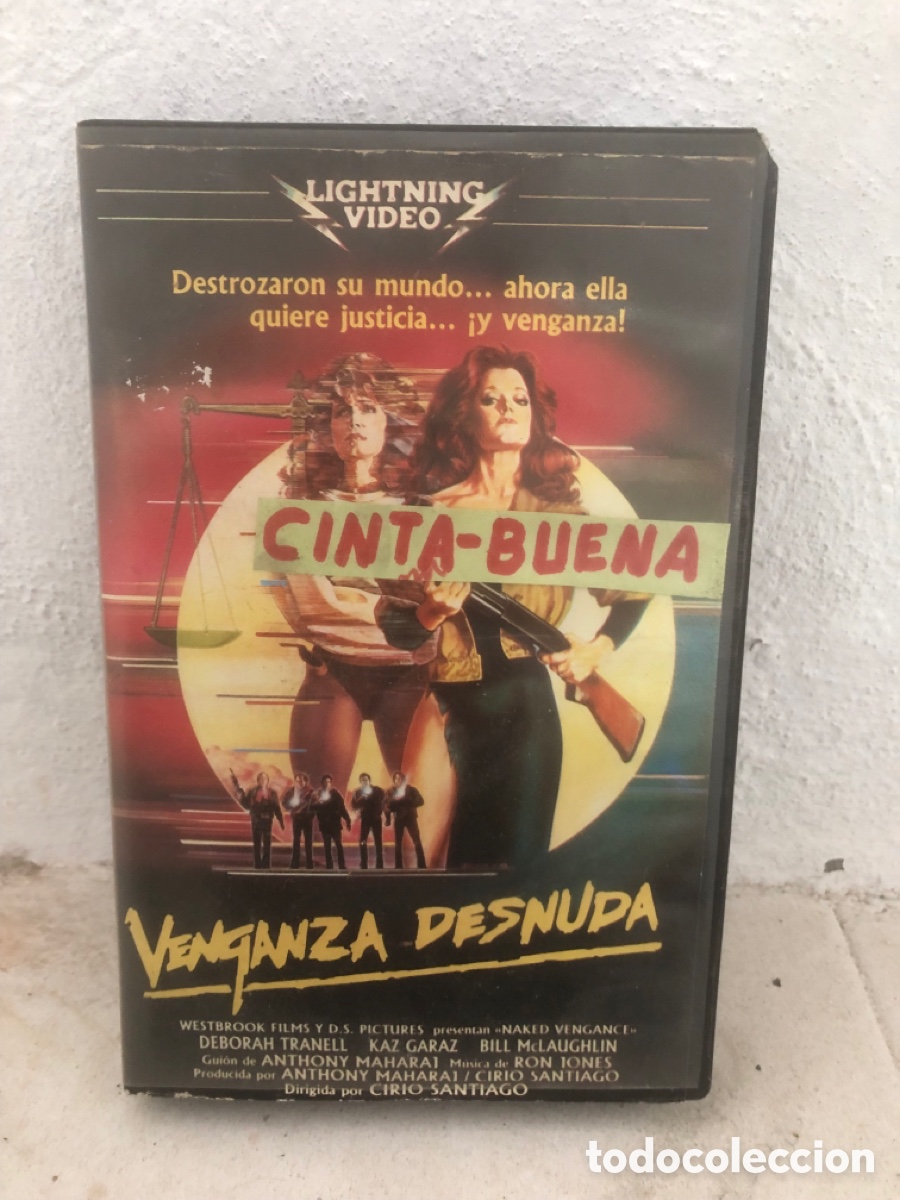 LIGHTNING
VIDEO
Destrozaron su mundo... ahora ella
quiere justicia... ¡y venganza!
CINTA-BUENA
VENGANZA DESNUDA
WESTBROOK FILMS Y D.S. PICTURES presentan «NAKED VENGANCE»
DEBORAH TRANELL KAZ GARAZ BILL McLAUGHLIN
Guión de ANTHONY MAHARAJ Música de RON JONES
Producida por ANTHONY MAHARAJ / CIRIO SANTIAGO
Dirigida por CIRIO SANTIAGO
todocoleccion